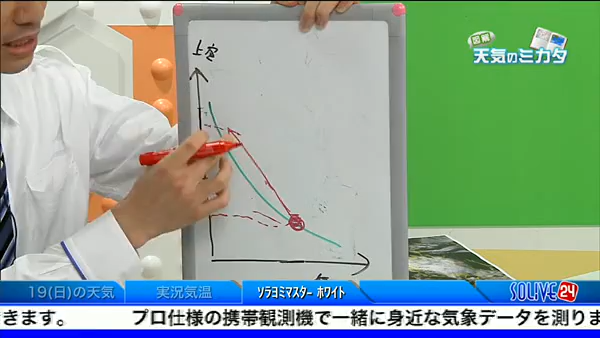 図解
天気のミカタ
上空
19(日)の天気
実況気温
ソラヨミマスター ホワイト
SOLiVE24
きます。 プロ仕様の携帯観測機で一緒に身近な気象データを測りま